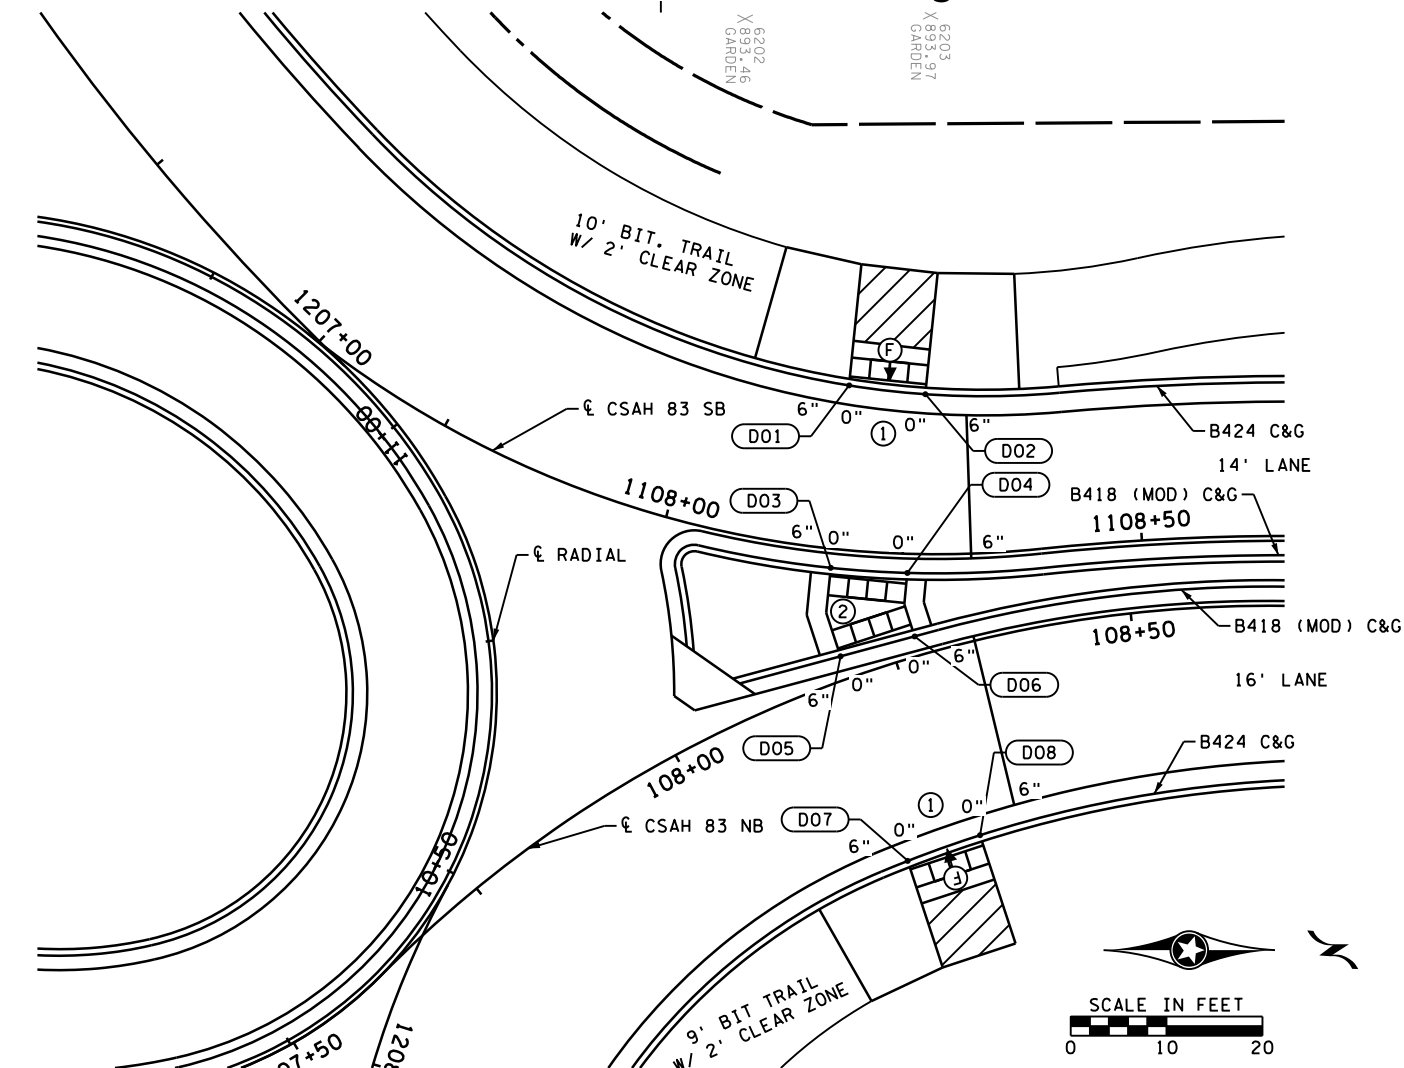 6202
X 893.46
GARDEN
6203
X 893.97
GARDEN
10' BIT. TRAIL
W/ 2' CLEAR ZONE
1207+00
11+00
℄ CSAH 83 SB
F
6"
0"
1
0"
6"
D01
D02
B424 C&G
14' LANE
1108+00
D03
D04
B418 (MOD) C&G
1108+50
6"
0"
0"
6"
℄ RADIAL
2
108+50
B418 (MOD) C&G
6"
0"
0"
6"
D06
16' LANE
D05
D08
B424 C&G
108+00
℄ CSAH 83 NB
D07
6"
0"
1
0"
6"
10+50
F
9' BIT TRAIL
W/ 2' CLEAR ZONE
SCALE IN FEET
0 10 20
07+50
1208